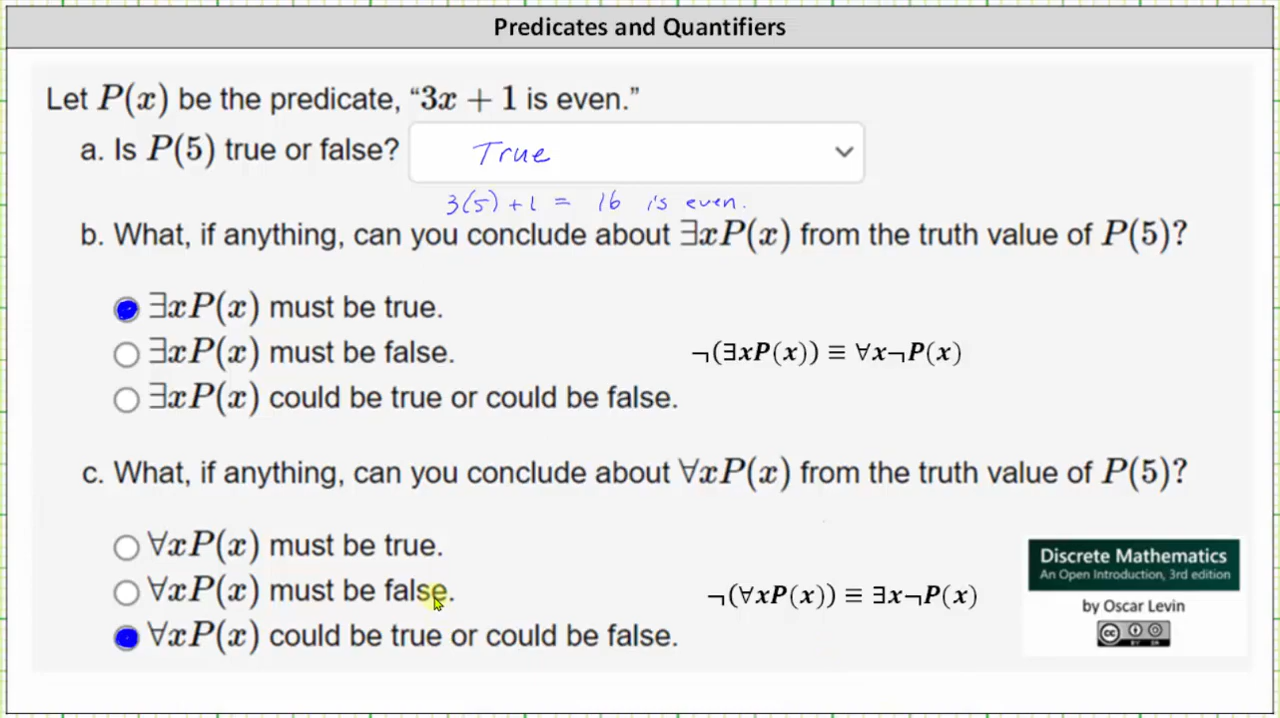 Predicates and Quantifiers
Let P(x) be the predicate, “3x + 1 is even.”
a. Is P(5) true or false? True
3(5) + 1 = 16 is even.
b. What, if anything, can you conclude about ∃xP(x) from the truth value of P(5)?
∃xP(x) must be true.
∃xP(x) must be false.
¬(∃xP(x)) ≡ ∀x¬P(x)
∃xP(x) could be true or could be false.
c. What, if anything, can you conclude about ∀xP(x) from the truth value of P(5)?
∀xP(x) must be true.
∀xP(x) must be false.
¬(∀xP(x)) ≡ ∃x¬P(x)
∀xP(x) could be true or could be false.
Discrete Mathematics
An Open Introduction, 3rd edition
by Oscar Levin
CC
BY SA